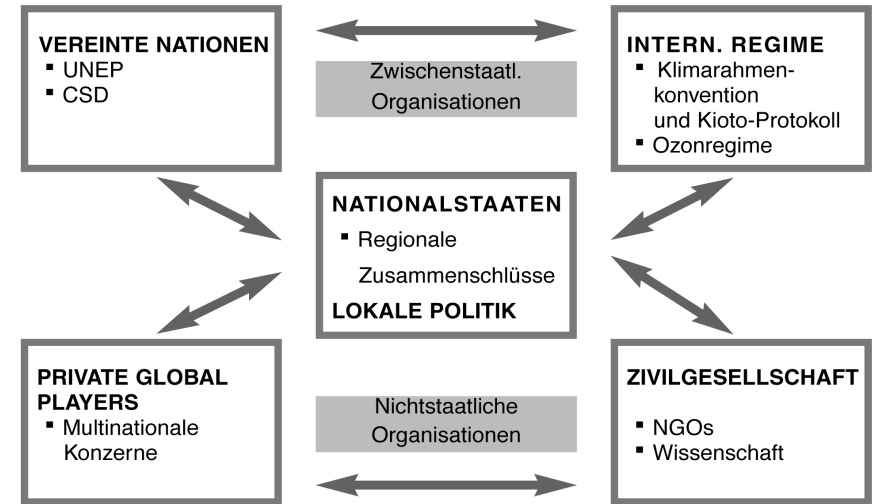 VEREINTE NATIONEN
▪ UNEP
▪ CSD
Zwischenstaatl.
Organisationen
INTERN. REGIME
▪ Klimarahmen-
konvention
und Kioto-Protokoll
▪ Ozonregime
NATIONALSTAATEN
▪ Regionale
Zusammenschlüsse
LOKALE POLITIK
PRIVATE GLOBAL
PLAYERS
▪ Multinationale
Konzerne
Nichtstaatliche
Organisationen
ZIVILGESELLSCHAFT
▪ NGOs
▪ Wissenschaft